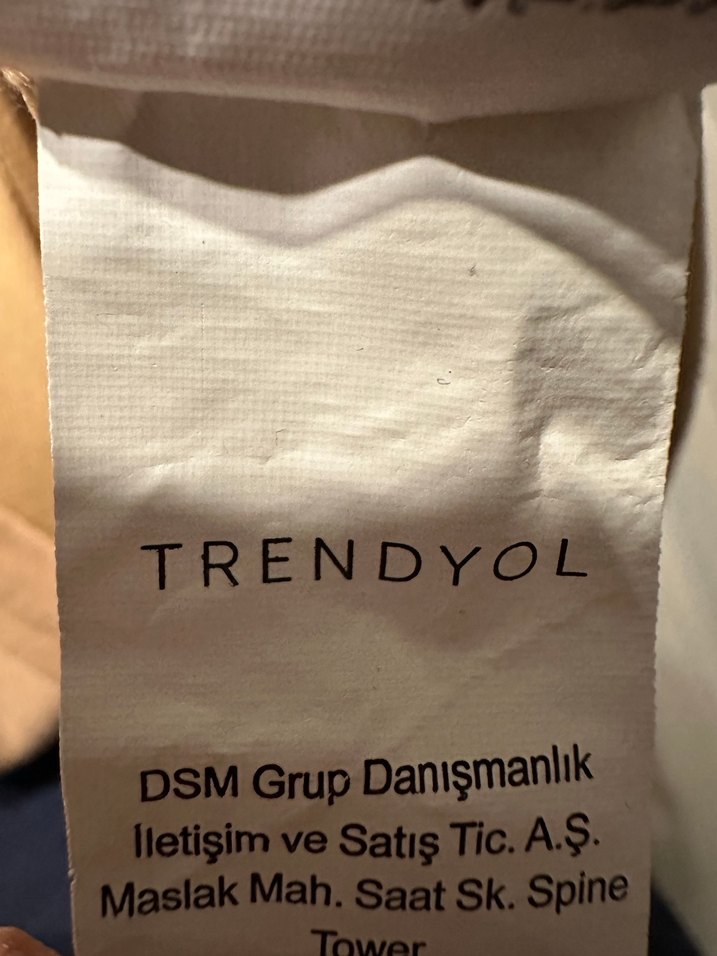 TRENDYOL
DSM Grup Danışmanlık
İletişim ve Satış Tic. A.Ş.
Maslak Mah. Saat Sk. Spine
Tower